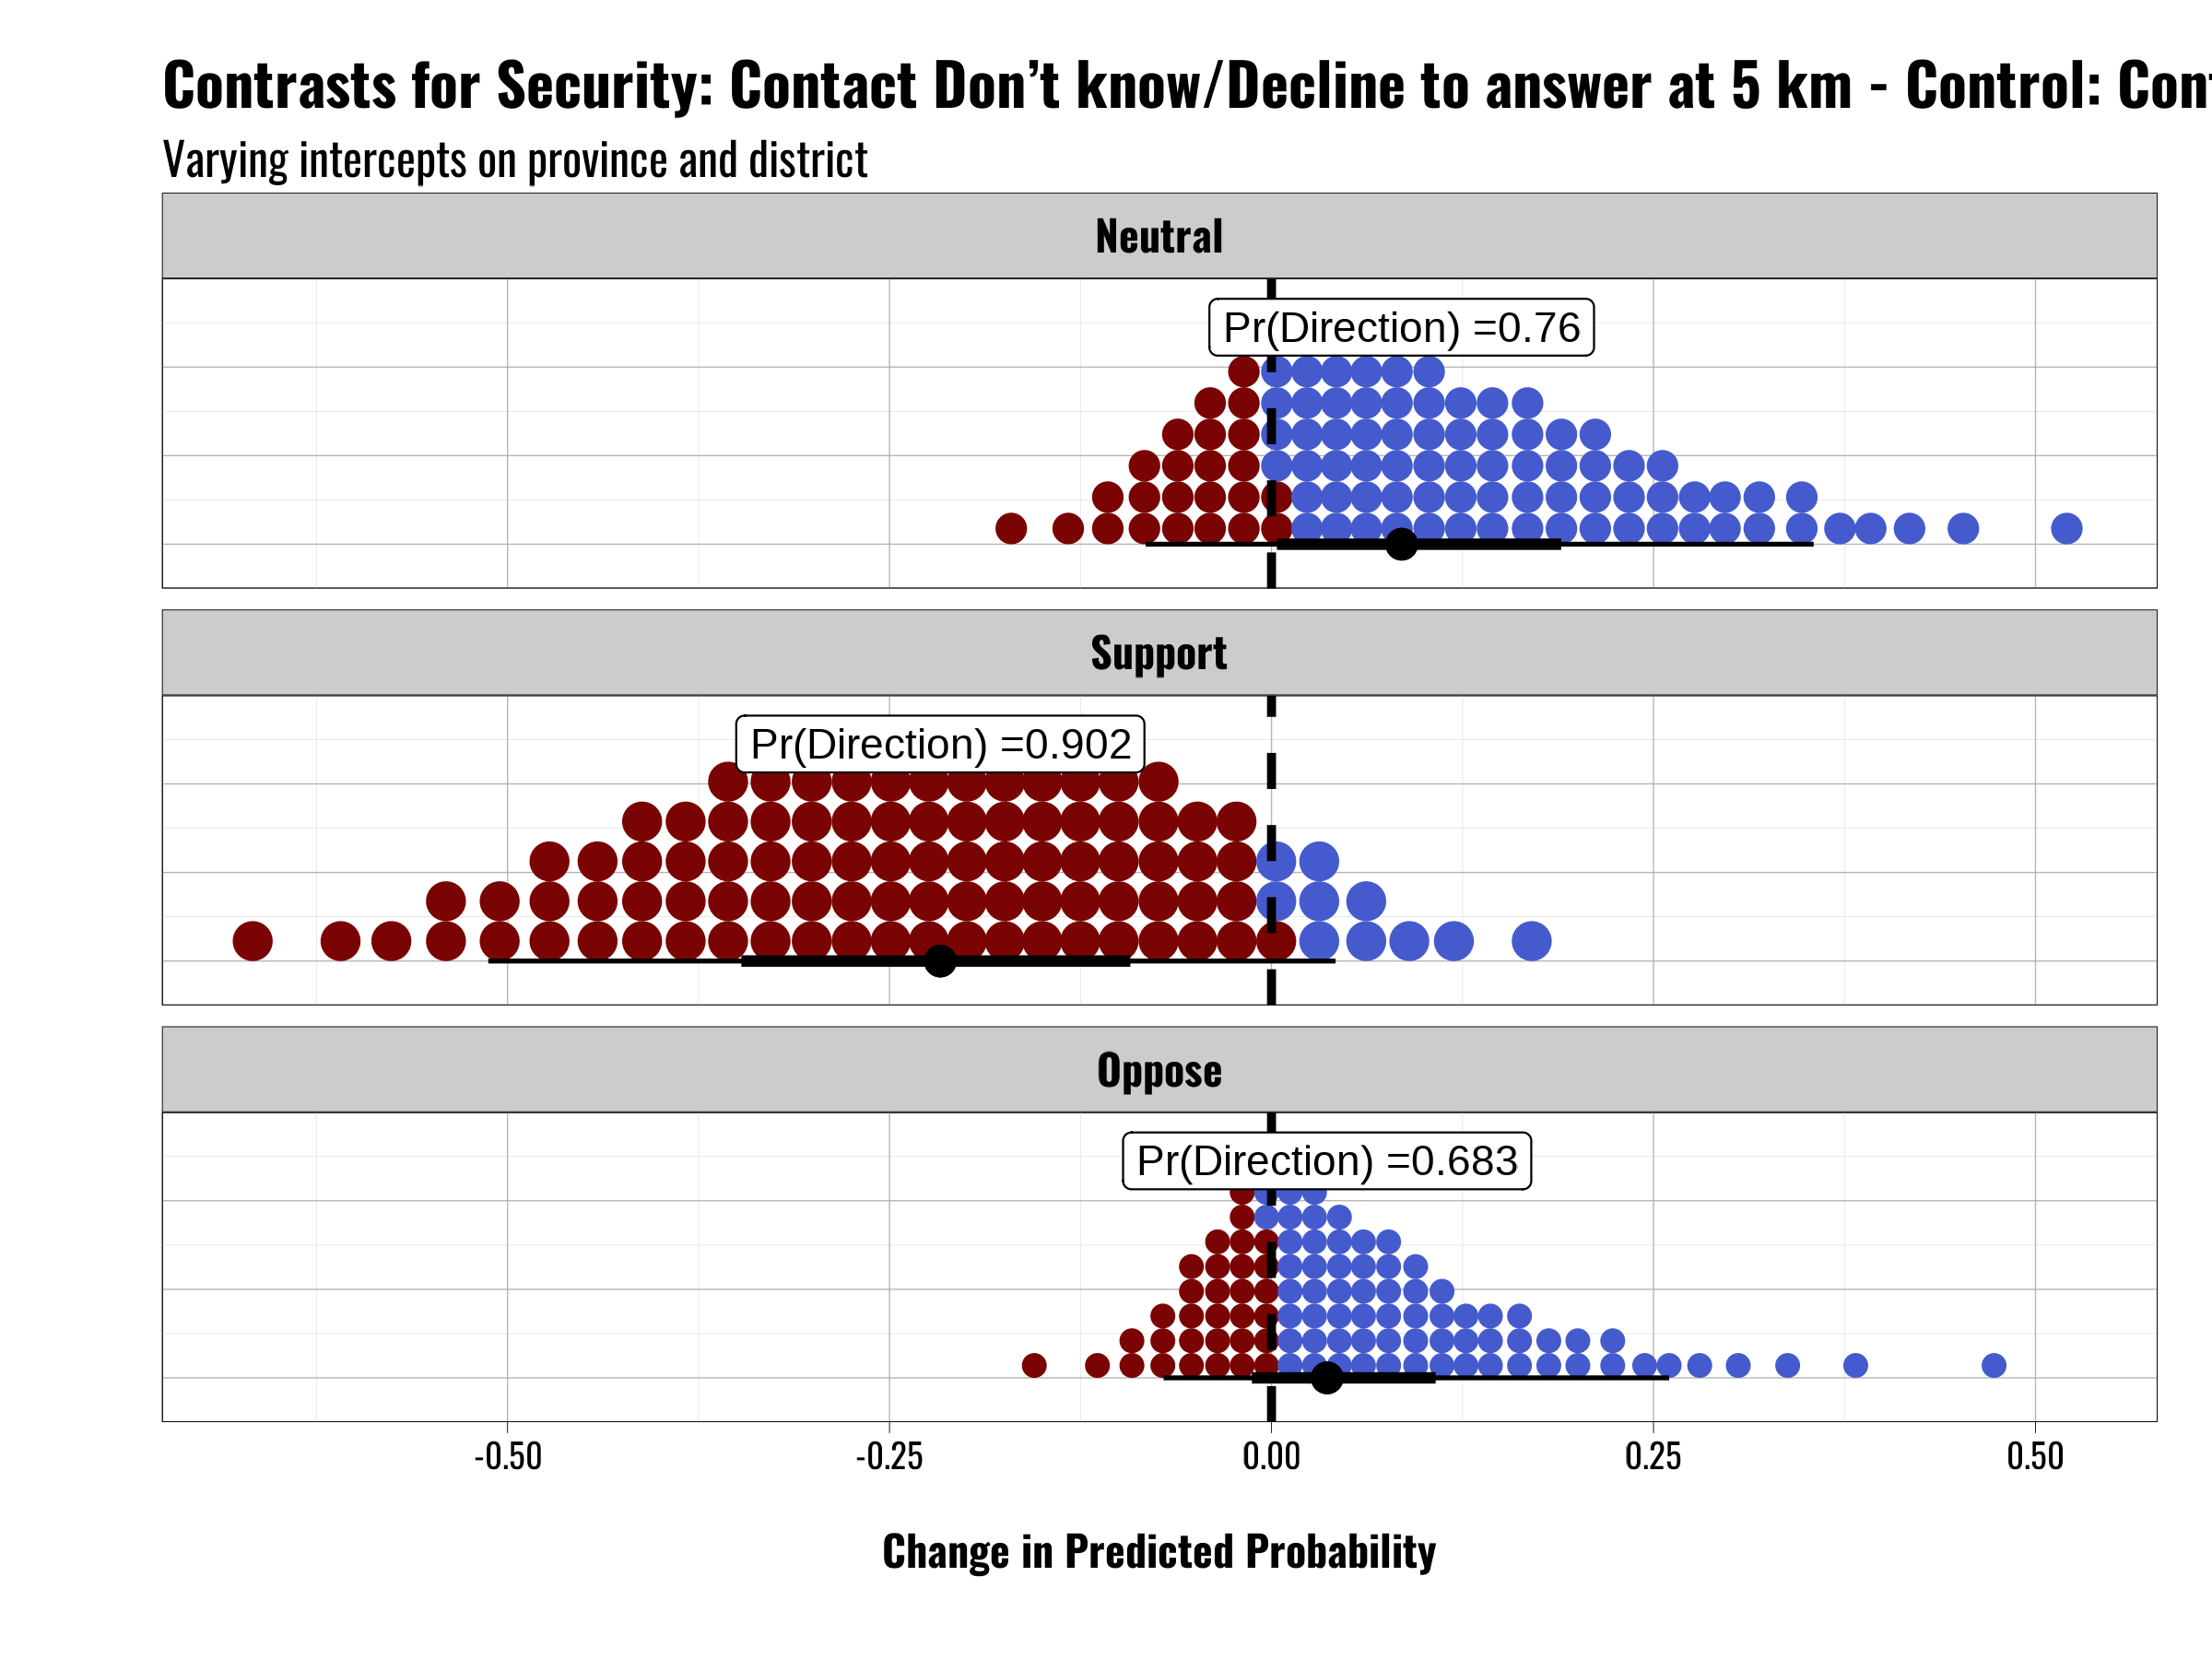 Contrasts for Security: Contact Don’t know/Decline to answer at 5 km - Control: Con
Varying intercepts on province and district
Neutral
Pr(Direction) =0.76
Support
Pr(Direction) =0.902
Oppose
Pr(Direction) =0.683
-0.50 -0.25 0.00 0.25 0.50
Change in Predicted Probability